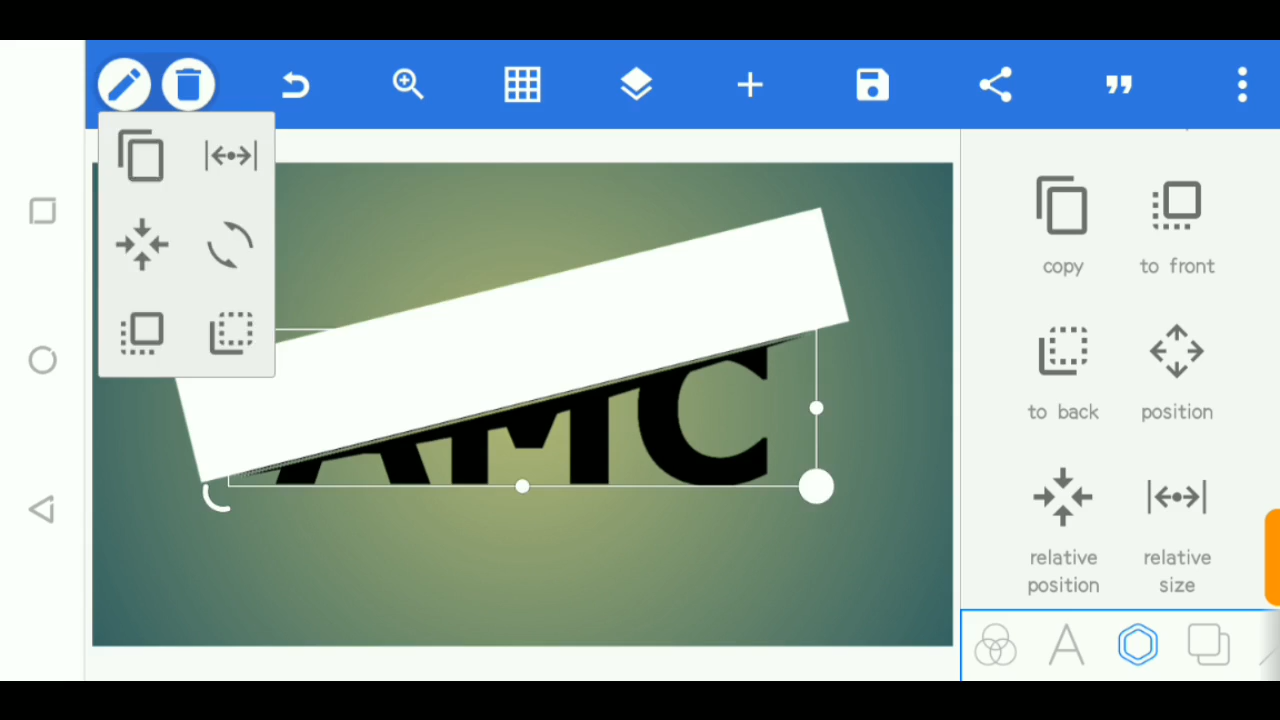 copy
to front
AMC
to back
position
relative position
relative size